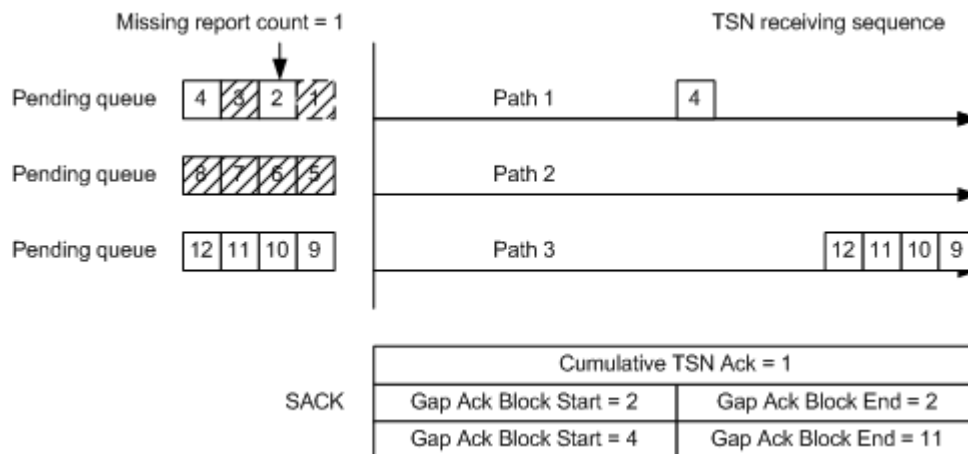 Missing report count = 1
TSN receiving sequence
Pending queue 4 3 2 1 Path 1 4
Pending queue 8 7 6 5 Path 2
Pending queue 12 11 10 9 Path 3 12 11 10 9
Cumulative TSN Ack = 1
SACK Gap Ack Block Start = 2 Gap Ack Block End = 2
Gap Ack Block Start = 4 Gap Ack Block End = 11